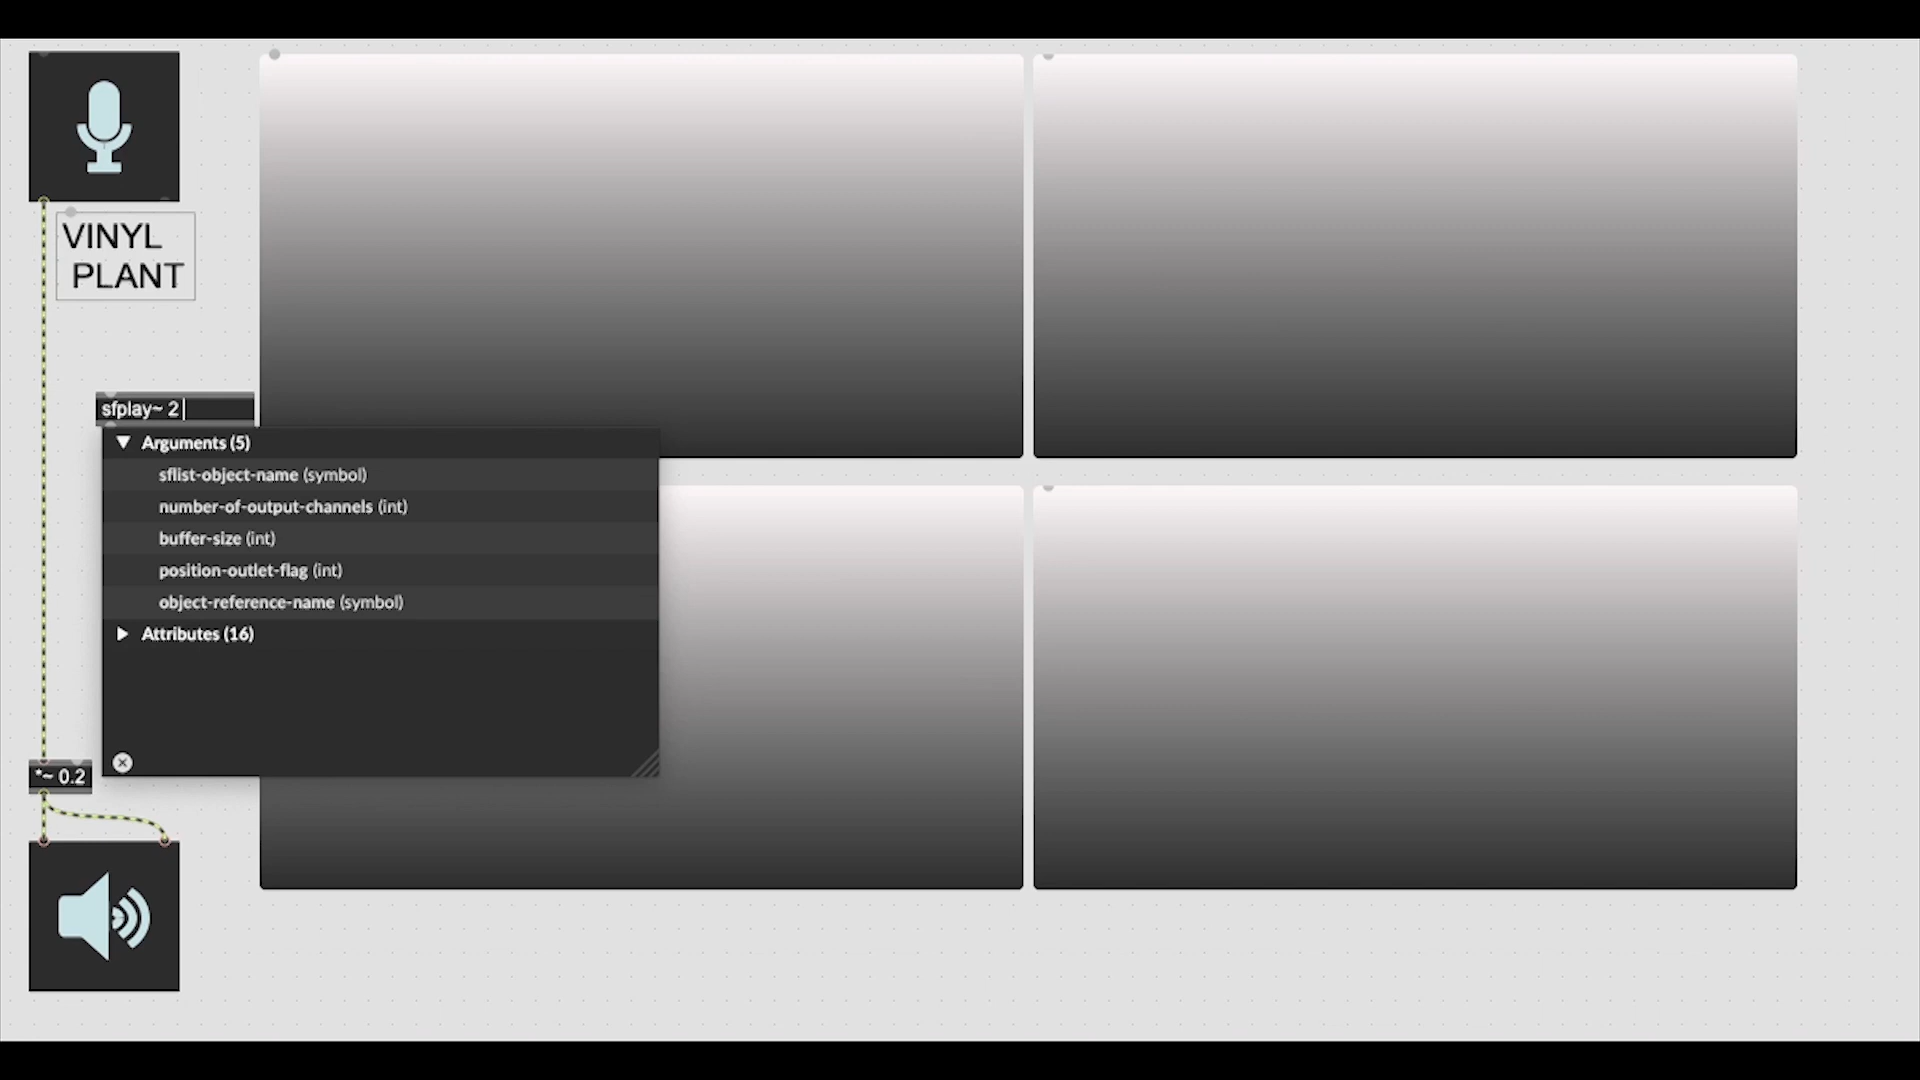 VINYL
PLANT
sfplay~ 2
Arguments (5)
sflist-object-name (symbol)
number-of-output-channels (int)
buffer-size (int)
position-outlet-flag (int)
object-reference-name (symbol)
Attributes (16)
*~ 0.2